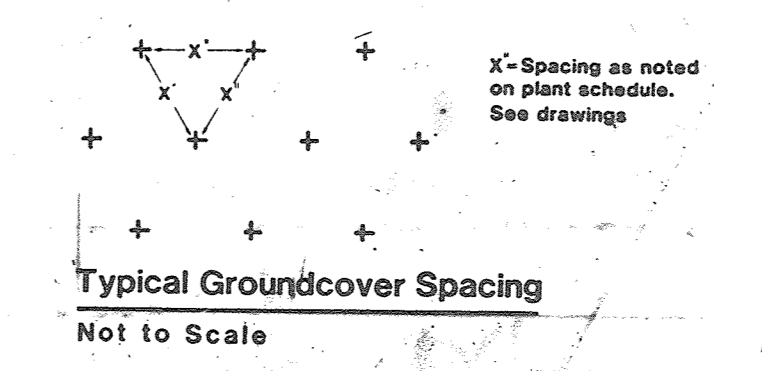 X"
X" X"
X"=Spacing as noted
on plant schedule.
See drawings
Typical Groundcover Spacing
Not to Scale